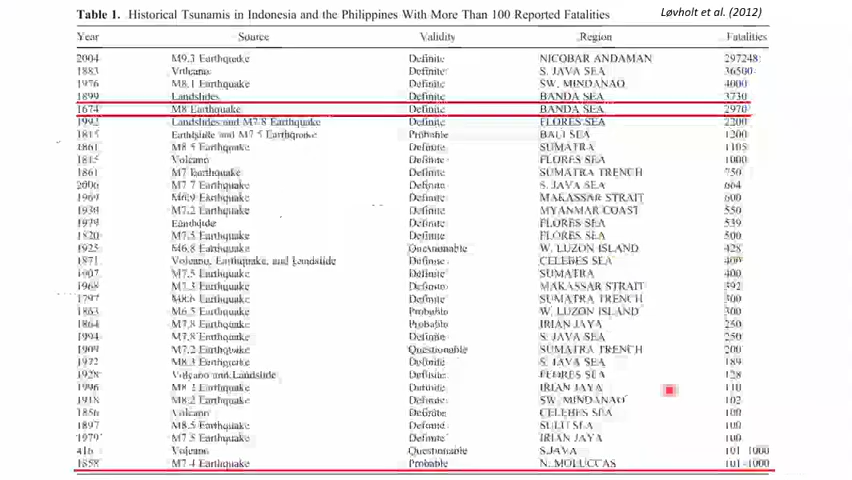 Table 1. Historical Tsunamis in Indonesia and the Philippines With More Than 100 Reported Fatalities
Løvholt et al. (2012)
Year Source Validity Region Fatalities
2004 M9.3 Earthquake Definite NICOBAR ANDAMAN 297248
1883 Volcano Definite S. JAVA SEA 36500
1976 M8.1 Earthquake Definite SW. MINDANAO 4000
1899 Landslides Definite BANDA SEA 3730
1674 M8 Earthquake Definite BANDA SEA 2970
1992 Landslides and M7.8 Earthquake Definite FLORES SEA 2200
1815 and M7.5 Earthquake Probable BALI SEA 1200
1861 M8.5 Earthquake Definite SUMATRA 1105
Volcano Definite FLORES SEA 1000
1861 M7 Earthquake Definite SUMATRA TRENCH 750
2006 M7.7 Earthquake Definite S. JAVA SEA 664
1969 M6.9 Earthquake Definite MAKASSAR STRAIT 600
M7.2 Earthquake Definite MYANMAR COAST 550
1979 Definite FLORES SEA 539
1820 M7.5 Earthquake Definite FLORES SEA 500
1925 M6.8 Earthquake Questionable W. LUZON ISLAND 428
1871 Volcano, Earthquake, and Landslide Definite CELEBES SEA 400
1907 M7.5 Earthquake Definite SUMATRA 400
1968 M7.3 Earthquake Definite MAKASSAR STRAIT 392
1797 Earthquake Definite SUMATRA TRENCH 300
1863 M6.5 Earthquake Probable W. LUZON ISLAND 300
1864 M7.8 Earthquake Probable IRIAN JAYA 250
1994 M7.8 Earthquake Definite S. JAVA SEA 250
1909 M7.2 Earthquake Questionable SUMATRA TRENCH 200
M8.3 Earthquake Definite S. JAVA SEA 189
1928 Volcano and Landslide Definite FLORES SEA 128
1996 Earthquake Definite IRIAN JAYA 110
1918 M8.2 Earthquake Definite SW. MINDANAO 102
1856 Volcano Definite CELEBES SEA 100
1897 M8.5 Earthquake Definite SULU SEA 100
1979 Earthquake Definite IRIAN JAYA 100
416 Volcano Questionable S.JAVA 101-1000
1858 M7.4 Earthquake Probable N. MOLUCCAS 101-1000